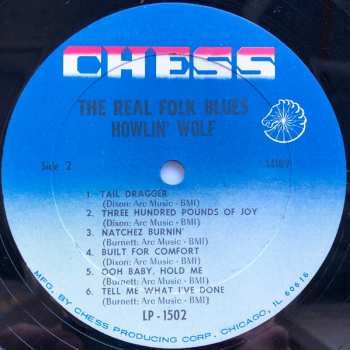 CHESS
THE REAL FOLK BLUES
HOWLIN' WOLF
Side 2
1. TAIL DRAGGER
(Dixon: Arc Music - BMI)
2. THREE HUNDRED POUNDS OF JOY
(Dixon: Arc Music - BMI)
3. NATCHEZ BURNIN'
(Burnett: Arc Music - BMI)
4. BUILT FOR COMFORT
(Dixon: Arc Music - BMI)
5. OOH BABY, HOLD ME
(Burnett: Arc Music - BMI)
6. TELL ME WHAT I'VE DONE
(Burnett: Arc Music - BMI)
LP - 1502
MFG. BY CHESS PRODUCING CORP. CHICAGO, IL 60616